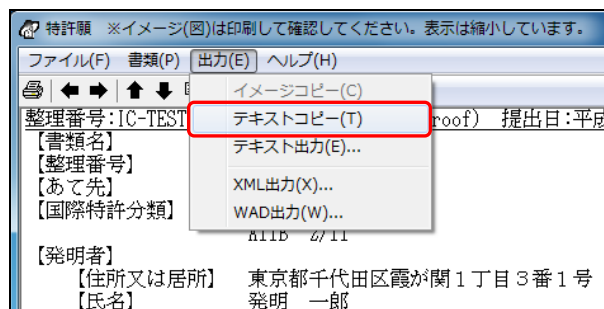 特許願 ※イメージ(図)は印刷して確認してください。表示は縮小しています。
ファイル(F) 書類(P) 出力(E) ヘルプ(H)
イメージコピー(C)
テキストコピー(T)
テキスト出力(E)...
XML出力(X)...
WAD出力(W)...
整理番号:IC-TEST roof) 提出日:平成
【書類名】
【整理番号】
【あて先】
【国際特許分類】
A11B 2/11
【発明者】
【住所又は居所】 東京都千代田区霞が関1丁目3番1号
【氏名】 発明 一郎